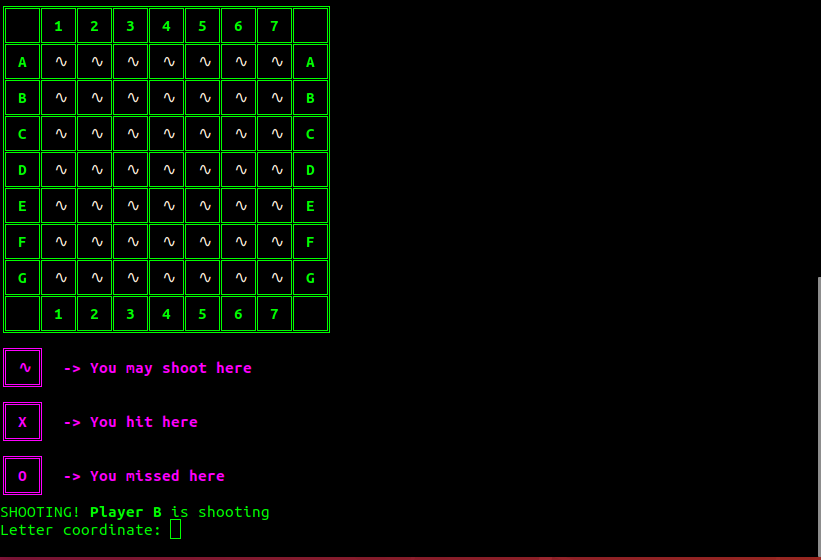 1 2 3 4 5 6 7
A ∿ ∿ ∿ ∿ ∿ ∿ ∿ A
B ∿ ∿ ∿ ∿ ∿ ∿ ∿ B
C ∿ ∿ ∿ ∿ ∿ ∿ ∿ C
D ∿ ∿ ∿ ∿ ∿ ∿ ∿ D
E ∿ ∿ ∿ ∿ ∿ ∿ ∿ E
F ∿ ∿ ∿ ∿ ∿ ∿ ∿ F
G ∿ ∿ ∿ ∿ ∿ ∿ ∿ G
1 2 3 4 5 6 7
∿ -> You may shoot here
X -> You hit here
O -> You missed here
SHOOTING! Player B is shooting
Letter coordinate: